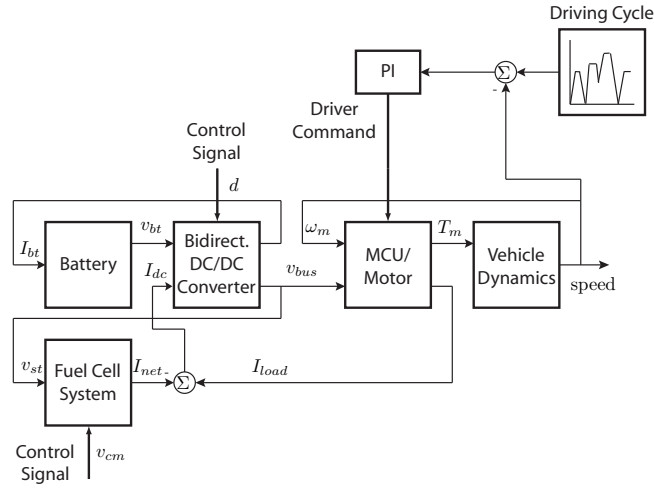 Driving Cycle
PI
Σ
-
Driver
Command
Control
Signal
d
ω_m
I_bt
v_bt
Battery
Bidirect.
DC/DC
Converter
I_dc
v_bus
MCU/
Motor
T_m
Vehicle
Dynamics
speed
v_st
Fuel Cell
System
I_net
-
Σ
I_load
Control
Signal
v_cm